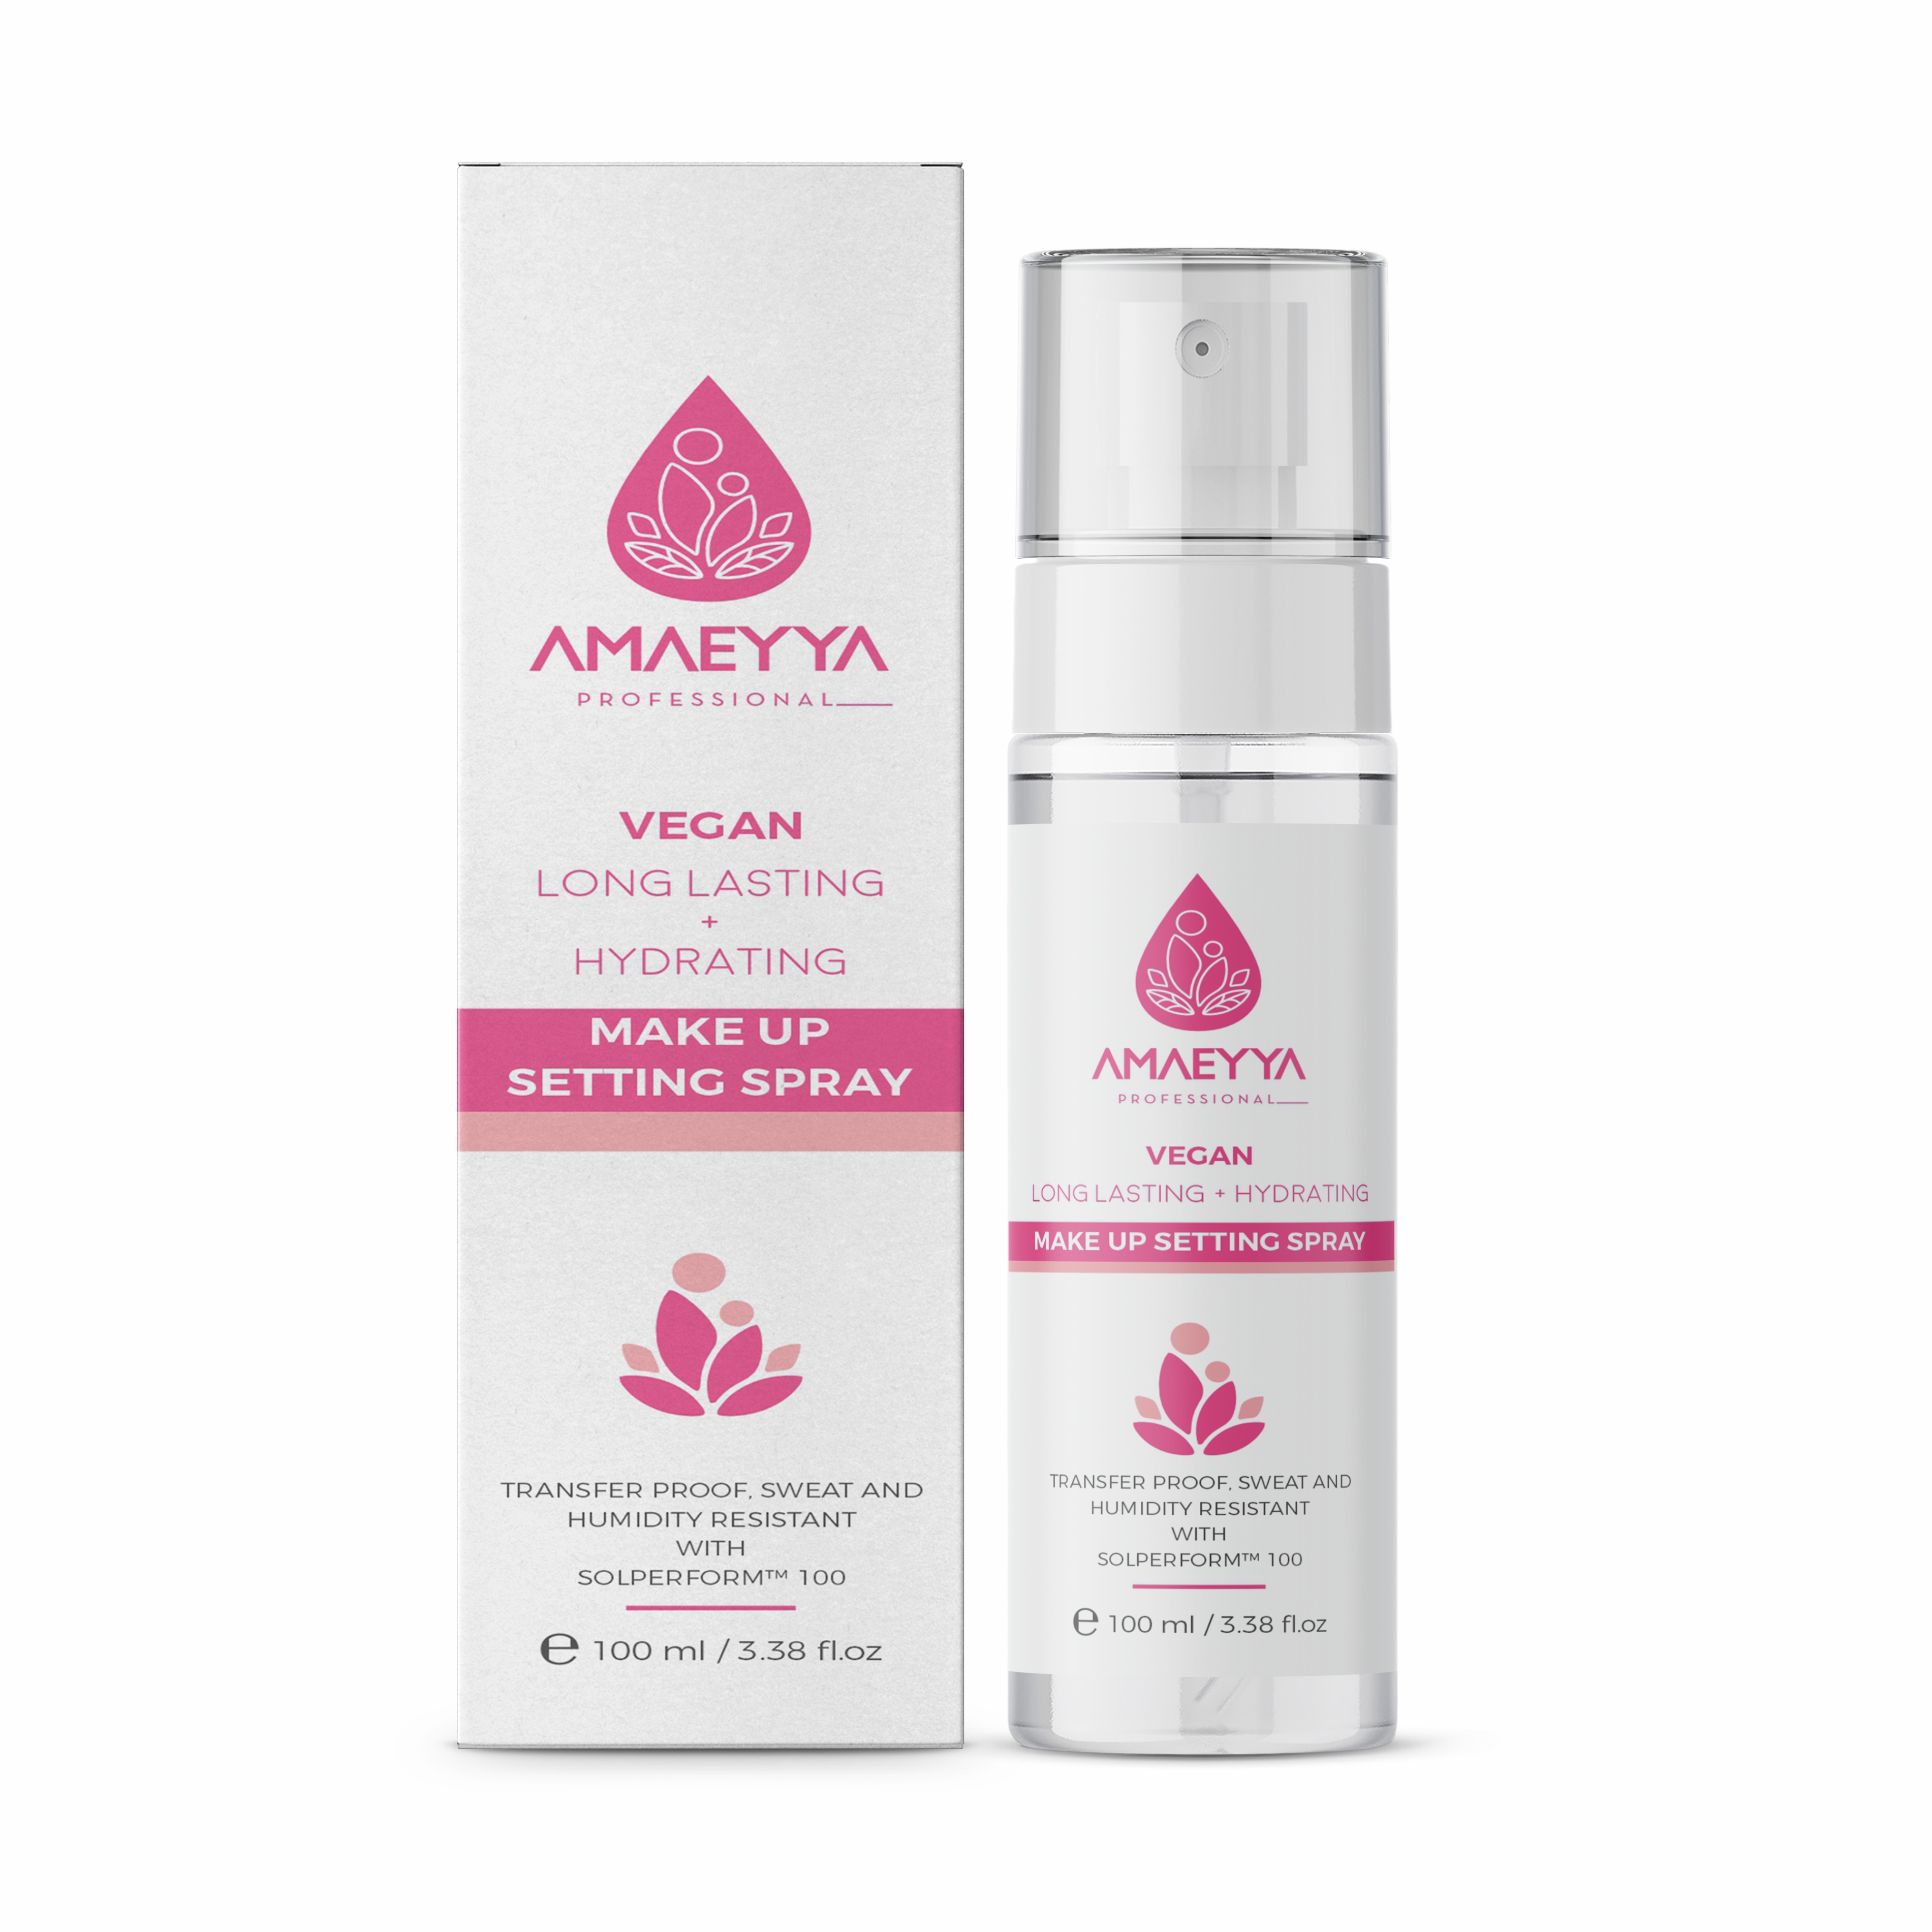 AMAEYYA
PROFESSIONAL
VEGAN
LONG LASTING
+
HYDRATING
MAKE UP
SETTING SPRAY
TRANSFER PROOF, SWEAT AND
HUMIDITY RESISTANT
WITH
SOLPERFORM™ 100
℮ 100 ml / 3.38 fl.oz
AMAEYYA
PROFESSIONAL
VEGAN
LONG LASTING + HYDRATING
MAKE UP SETTING SPRAY
TRANSFER PROOF, SWEAT AND
HUMIDITY RESISTANT
WITH
SOLPERFORM™ 100
℮ 100 ml / 3.38 fl.oz